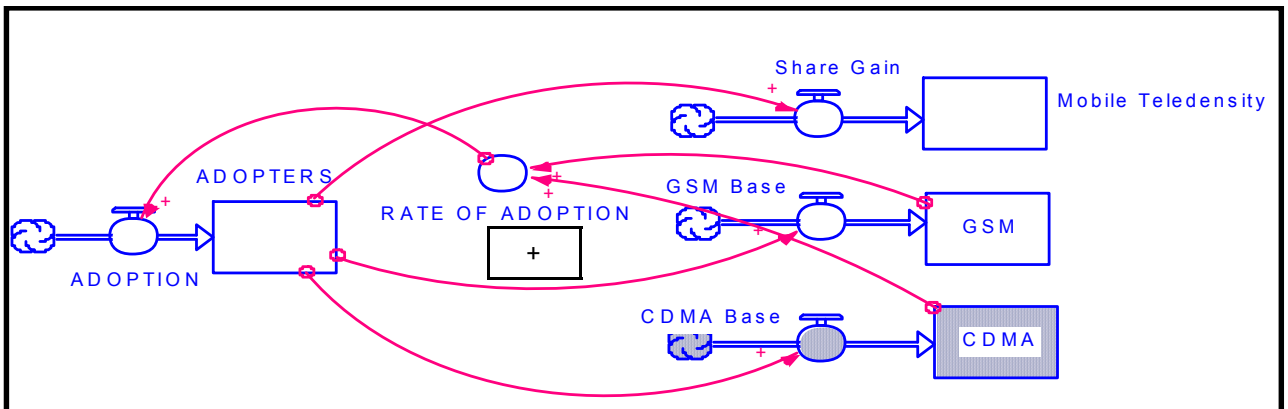 Share Gain
+
Mobile Teledensity
ADOPTERS
+
GSM Base
+
+
RATE OF ADOPTION
GSM
+
+
ADOPTION
CDMA Base
CDMA
+